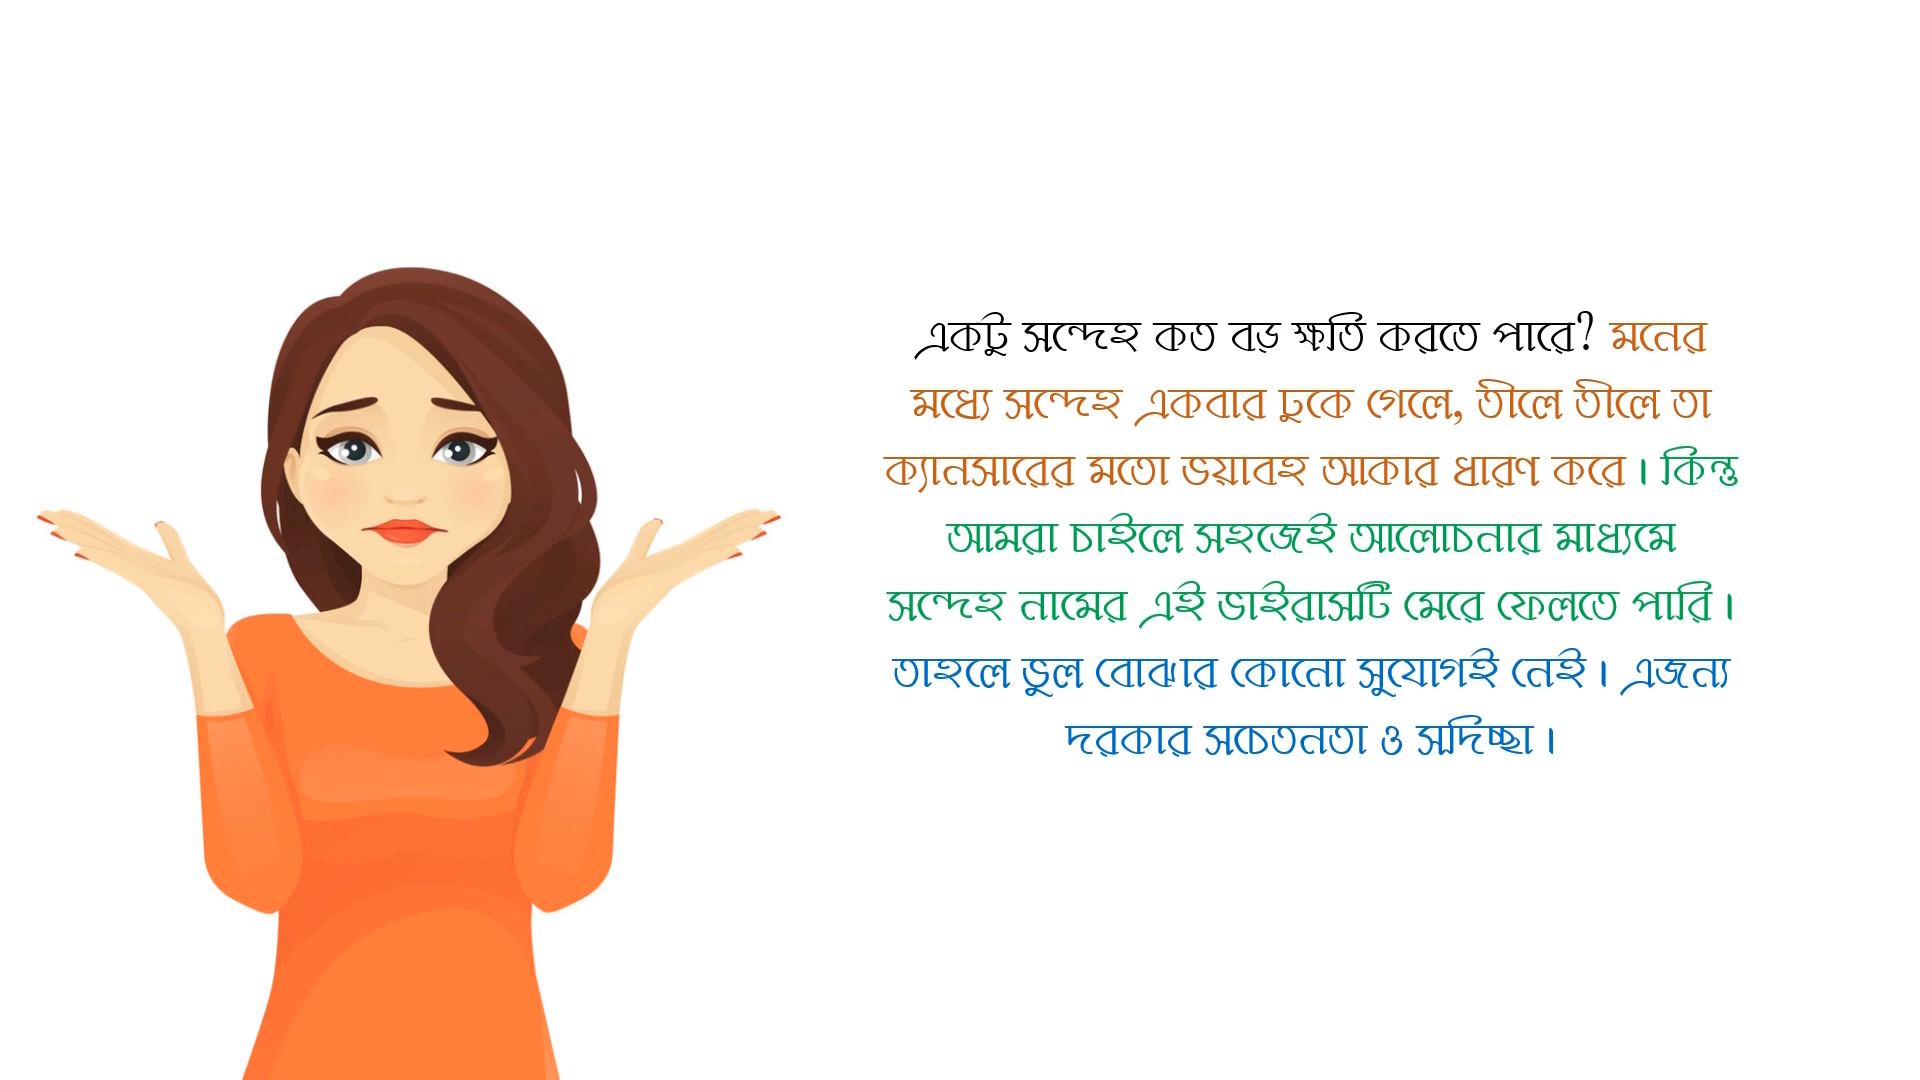 একটু সন্দেহ কত বড় ক্ষতি করতে পারে? মনের
মধ্যে সন্দেহ একবার ঢুকে গেলে, তীলে তীলে তা
ক্যানসারের মতো ভয়াবহ আকার ধারণ করে। কিন্তু
আমরা চাইলে সহজেই আলোচনার মাধ্যমে
সন্দেহ নামের এই ভাইরাসটি মেরে ফেলতে পারি।
তাহলে ভুল বোঝার কোনো সুযোগই নেই। এজন্য
দরকার সচেতনতা ও সদিচ্ছা।